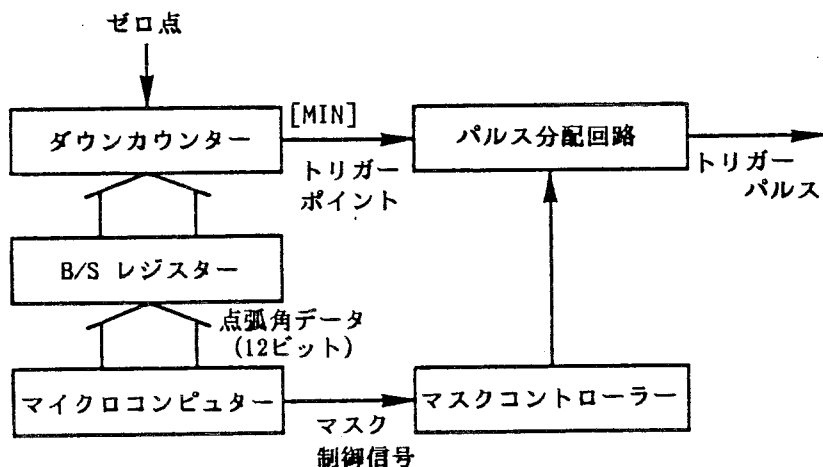 ゼロ点
ダウンカウンター
[MIN]
トリガー
ポイント
パルス分配回路
トリガー
パルス
B/S レジスター
点弧角データ
(12ビット)
マイクロコンピュター
マスク
制御信号
マスクコントローラー